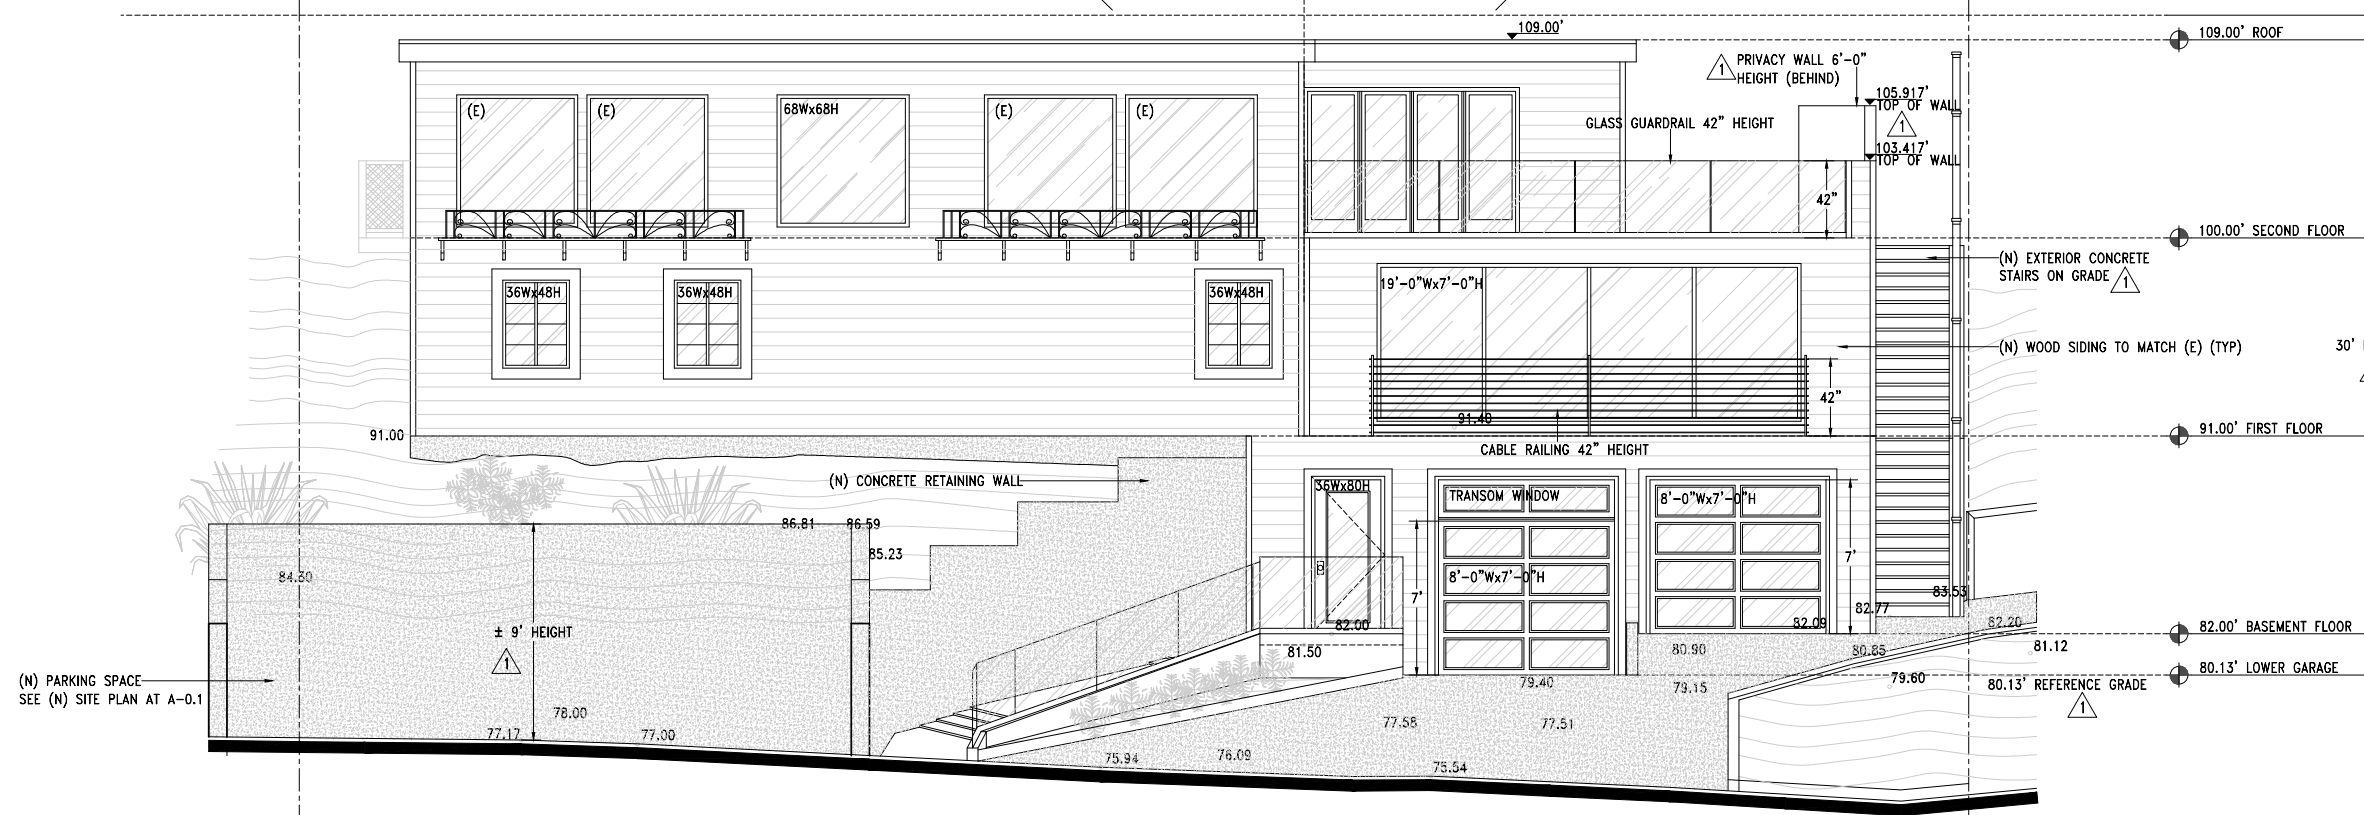 109.00'
109.00' ROOF
1
PRIVACY WALL 6'-0"
HEIGHT (BEHIND)
105.917'
TOP OF WALL
1
(E)
(E)
68Wx68H
(E)
(E)
GLASS GUARDRAIL 42" HEIGHT
103.417'
TOP OF WALL
42"
100.00' SECOND FLOOR
(N) EXTERIOR CONCRETE
STAIRS ON GRADE
1
36Wx48H
36Wx48H
36Wx48H
19'-0"Wx7'-0"H
(N) WOOD SIDING TO MATCH (E) (TYP)
30'
42"
91.40
91.00
91.00' FIRST FLOOR
CABLE RAILING 42" HEIGHT
(N) CONCRETE RETAINING WALL
36Wx80H
TRANSOM WINDOW
8'-0"Wx7'-0"H
86.81
86.59
85.23
7'
84.30
8'-0"Wx7'-0"H
7'
83.53
82.77
82.00
82.09
82.20
± 9' HEIGHT
1
82.00' BASEMENT FLOOR
81.50
80.90
80.85
81.12
80.13' LOWER GARAGE
(N) PARKING SPACE
SEE (N) SITE PLAN AT A-0.1
79.40
79.15
79.60
80.13' REFERENCE GRADE
1
78.00
77.17
77.00
77.58
77.51
75.94
76.09
75.54